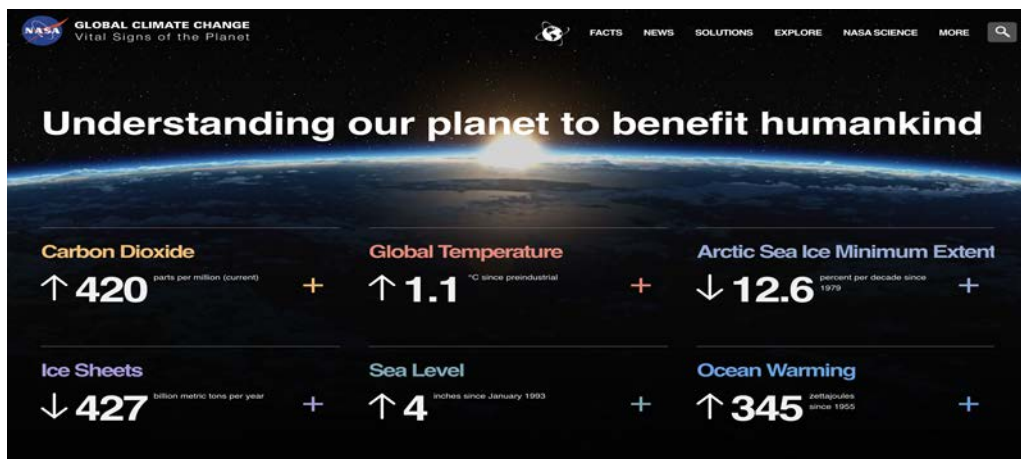 NASA
GLOBAL CLIMATE CHANGE
Vital Signs of the Planet
FACTS NEWS SOLUTIONS EXPLORE NASA SCIENCE MORE
Understanding our planet to benefit humankind
Carbon Dioxide
↑ 420 parts per million (current) +
Global Temperature
↑ 1.1 °C since preindustrial +
Arctic Sea Ice Minimum Extent
↓ 12.6 percent per decade since
1979 +
Ice Sheets
↓ 427 billion metric tons per year +
Sea Level
↑ 4 inches since January 1993 +
Ocean Warming
↑ 345 zettajoules
since 1955 +